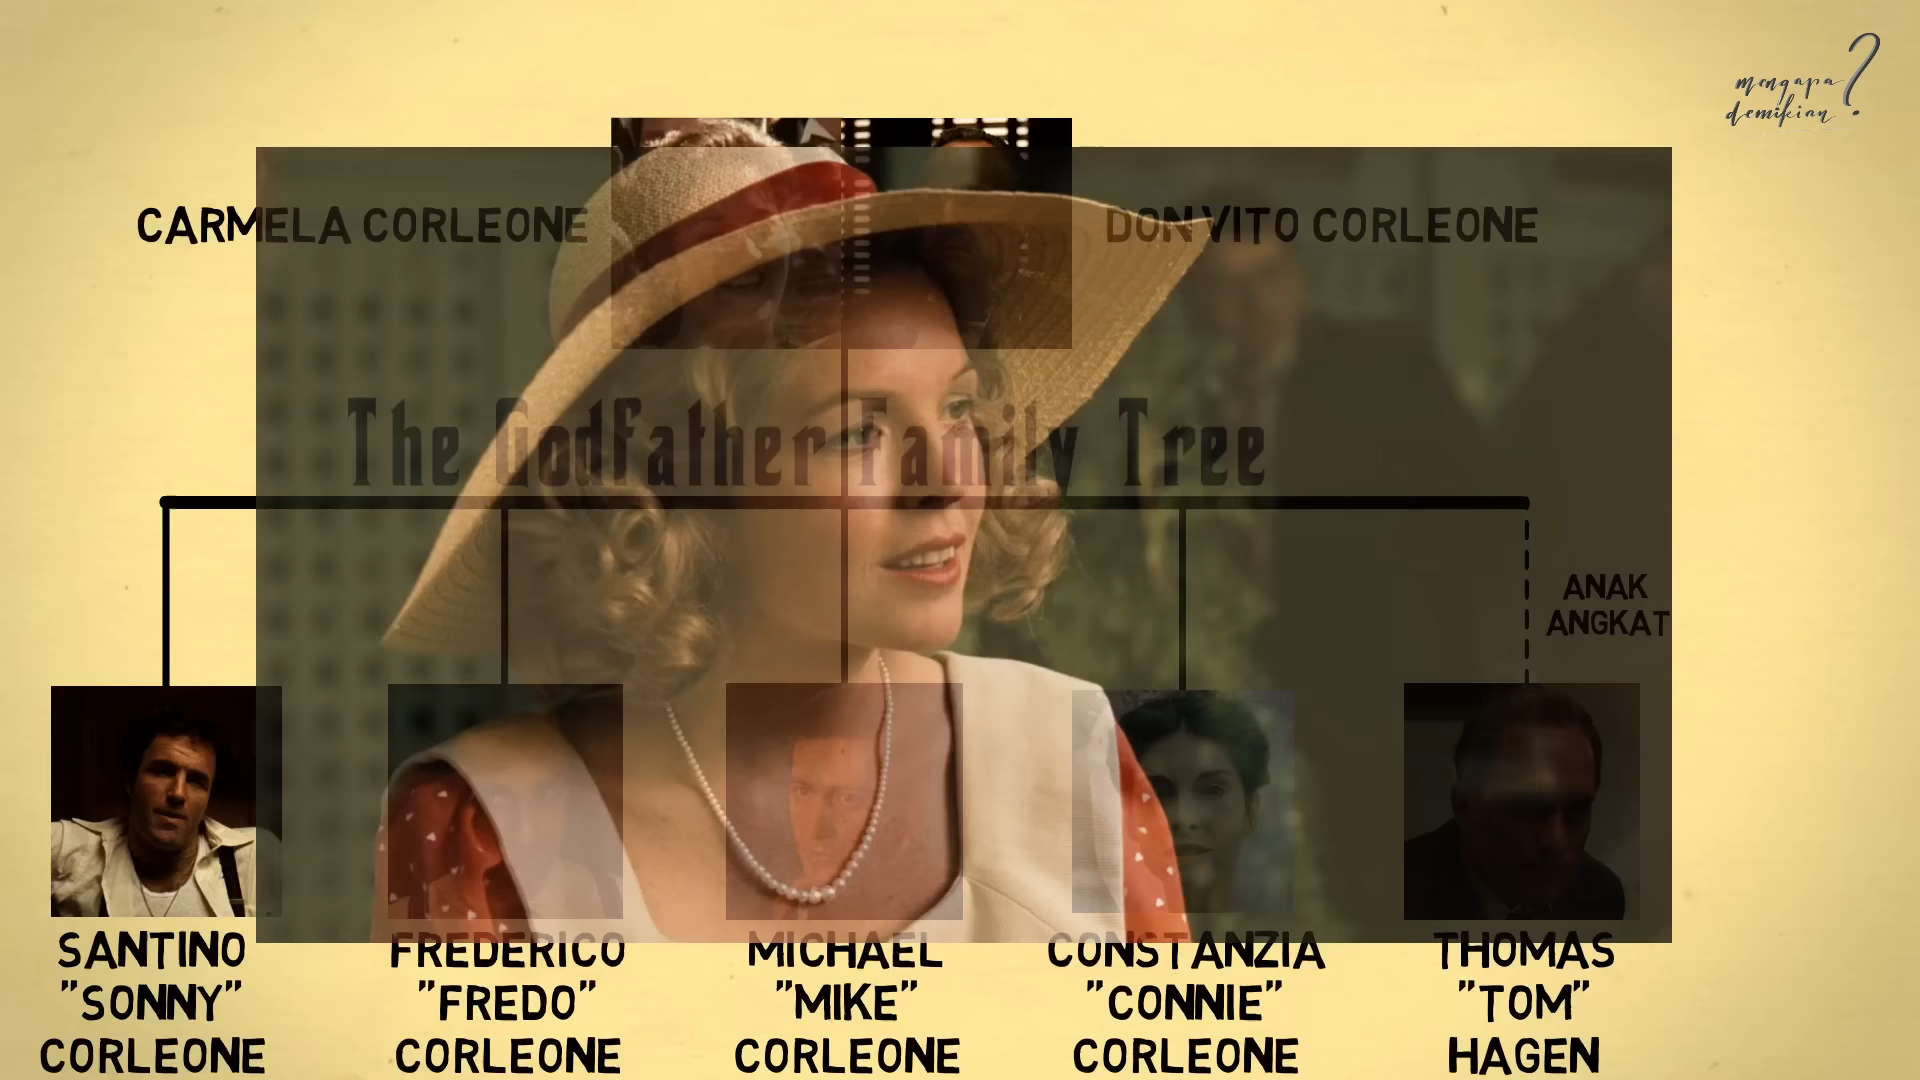 mengapa
demikian?
CARMELA CORLEONE
DON VITO CORLEONE
The Godfather Family Tree
ANAK
ANGKAT
SANTINO
"SONNY"
CORLEONE
FREDERICO
"FREDO"
CORLEONE
MICHAEL
"MIKE"
CORLEONE
CONSTANZIA
"CONNIE"
CORLEONE
THOMAS
"TOM"
HAGEN